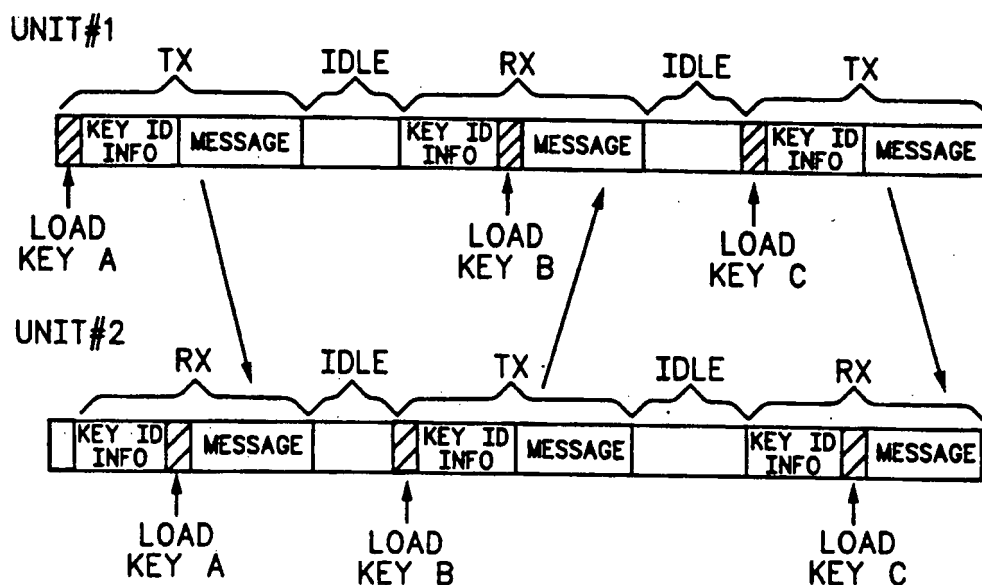 UNIT#1
TX IDLE RX IDLE TX
KEY ID INFO MESSAGE KEY ID INFO MESSAGE KEY ID INFO MESSAGE
LOAD KEY A
LOAD KEY B
LOAD KEY C
UNIT#2
RX IDLE TX IDLE RX
KEY ID INFO MESSAGE KEY ID INFO MESSAGE KEY ID INFO MESSAGE
LOAD KEY A
LOAD KEY B
LOAD KEY C